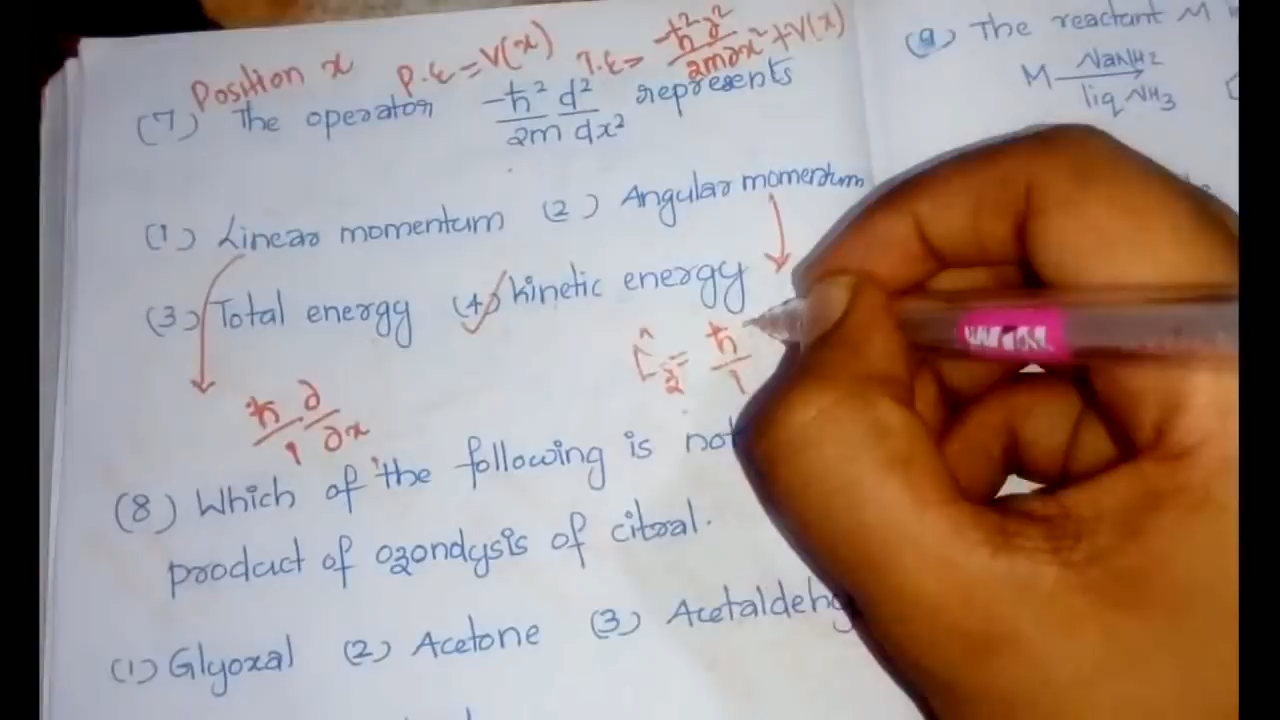 Position x P.E = V(x) T.E = -ħ²∂²/2m∂x² + V(x)
(7) The operator -ħ²/2m d²/dx² represents
(1) Linear momentum (2) Angular momentum
(3) Total energy (4) kinetic energy
ħ/i ∂/∂x
L̂z = ħ/i
(8) Which of the following is not
product of ozonolysis of citral.
(1) Glyoxal (2) Acetone (3) Acetaldehy
(9) The reactant M
M NaNH2
liq NH3